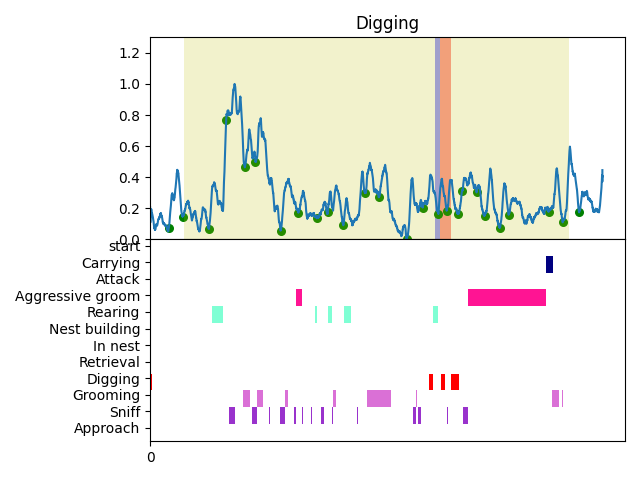 Digging
1.2
1.0
0.8
0.6
0.4
0.2
0.0
start
Carrying
Attack
Aggressive groom
Rearing
Nest building
In nest
Retrieval
Digging
Grooming
Sniff
Approach
0